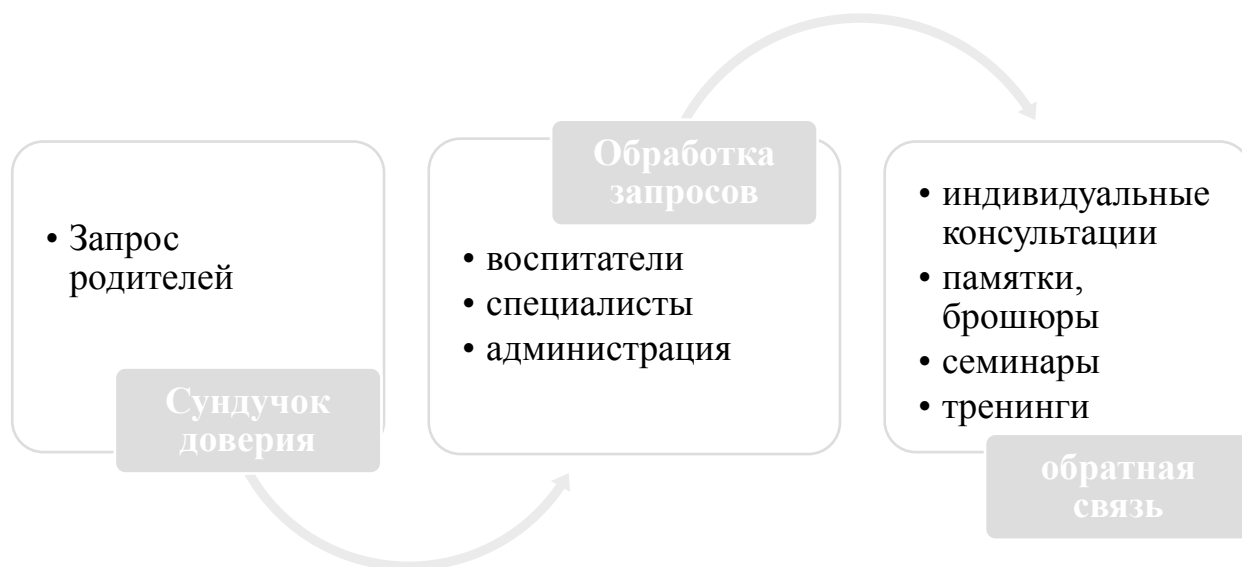 • Запрос
родителей
Сундучок
доверия
Обработка
запросов
• воспитатели
• специалисты
• администрация
• индивидуальные
консультации
• памятки,
брошюры
• семинары
• тренинги
обратная
связь